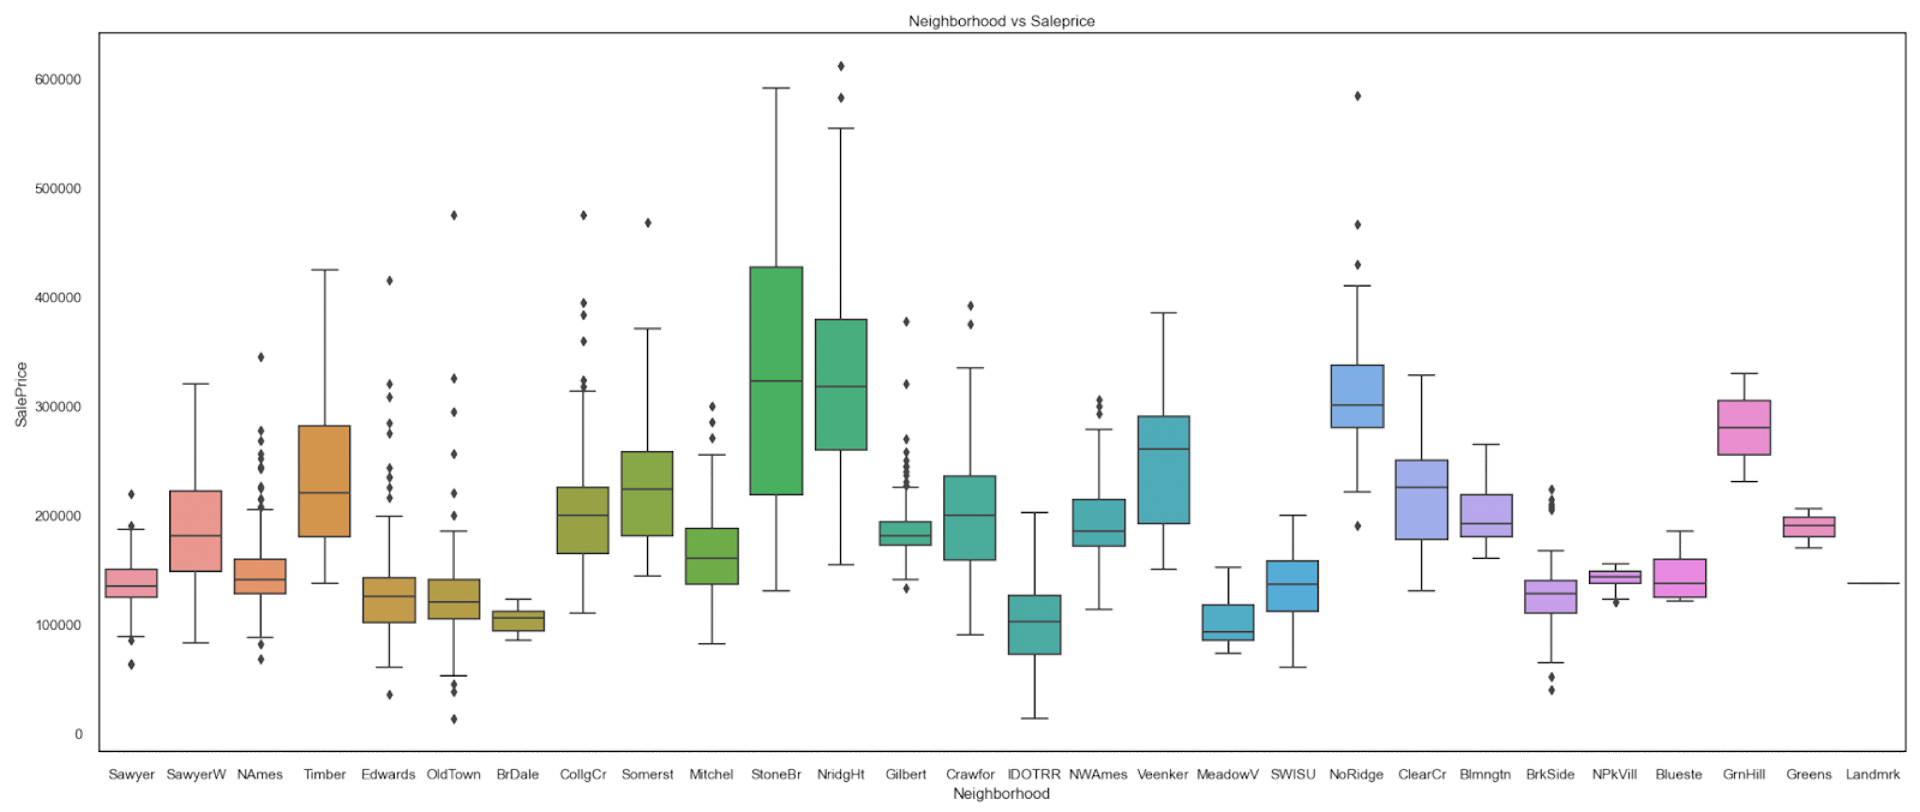 Neighborhood vs Saleprice
600000
500000
400000
300000
200000
100000
0
SalePrice
Sawyer SawyerW NAmes Timber Edwards OldTown BrDale CollgCr Somerst Mitchel StoneBr NridgHt Gilbert Crawfor IDOTRR NWAmes Veenker MeadowV SWISU NoRidge ClearCr Blmngtn BrkSide NPkVill Blueste GrnHill Greens Landmrk
Neighborhood